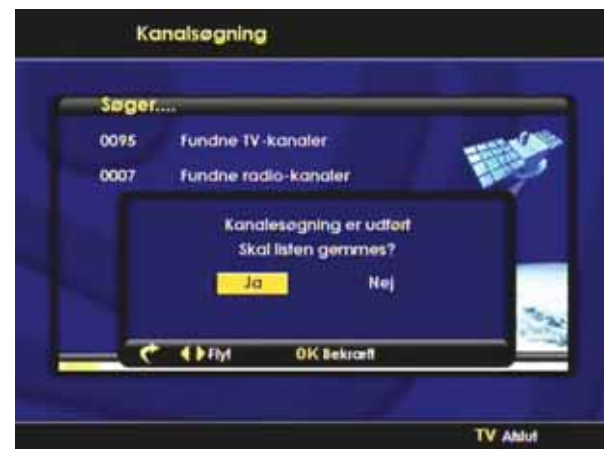 Kanalsøgning
Søger....
0095 Fundne TV-kanaler
0007 Fundne radio-kanaler
Kanalesøgning er udført
Skal listen gemmes?
Ja Nej
Flyt OK Bekræft
TV Afslut